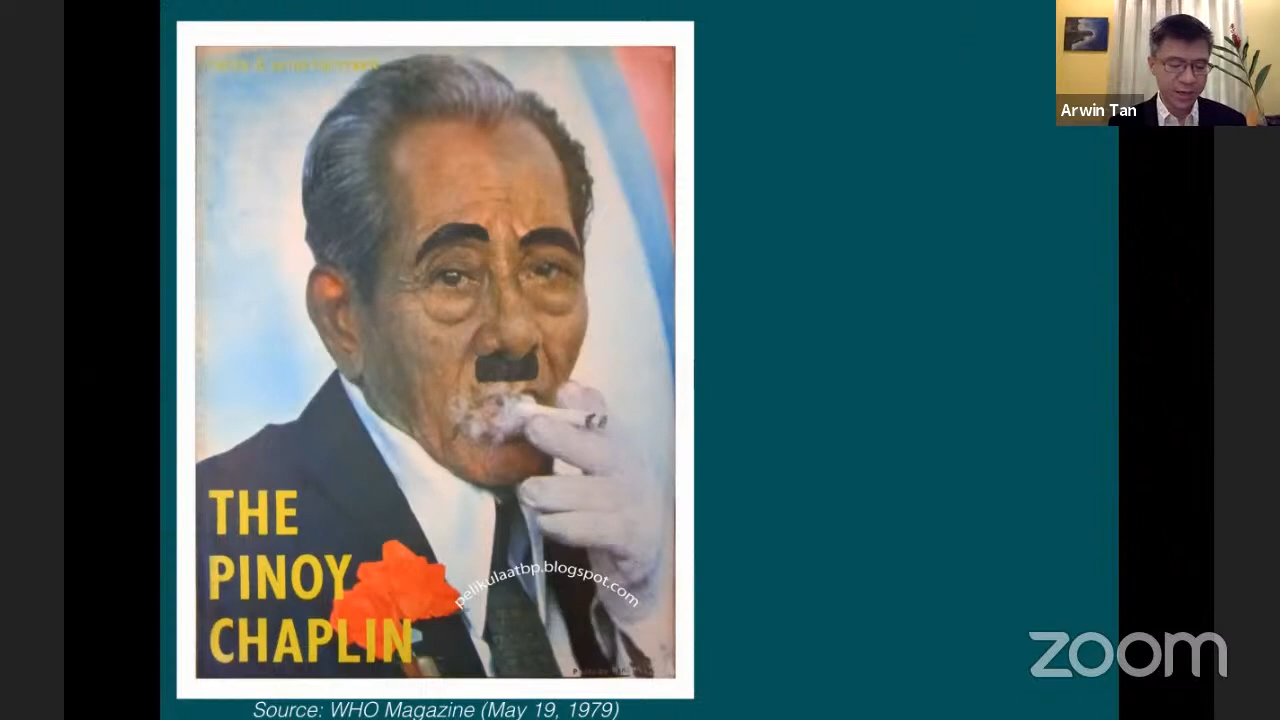 Arwin Tan
THE
PINOY
CHAPLIN
pelikulaatbp.blogspot.com
zoom
Source: WHO Magazine (May 19, 1979)